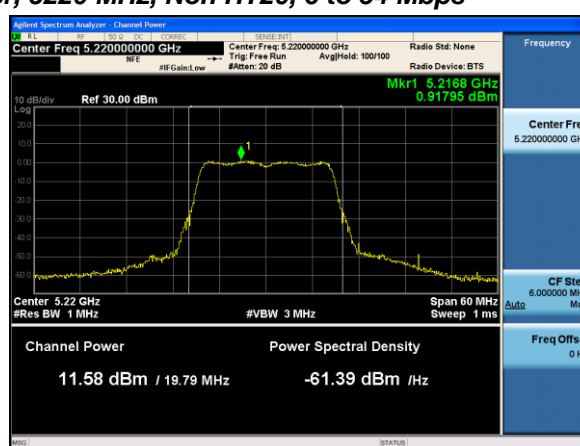 5220 MHz, Non HT20, 6 to 54 Mbps
Agilent Spectrum Analyzer - Channel Power
RL RF 50 Ω DC CORREC SENSE:INT
Center Freq 5.220000000 GHz
NFE
#IFGain:Low
Center Freq: 5.220000000 GHz
Trig: Free Run Avg|Hold: 100/100
#Atten: 20 dB
Radio Std: None
Radio Device: BTS
Mkr1 5.2168 GHz
0.91795 dBm
10 dB/div Ref 30.00 dBm
Log
20.0
10.0
0.00
-10.0
-20.0
-30.0
-40.0
-50.0
-60.0
1
Center 5.22 GHz Span 60 MHz
#Res BW 1 MHz #VBW 3 MHz Sweep 1 ms
Channel Power Power Spectral Density
11.58 dBm / 19.79 MHz -61.39 dBm /Hz
MSG STATUS
Frequency
Center Fre
5.220000000 GH
CF Ste
6.000000 MH
Auto Ma
Freq Offs
0 H